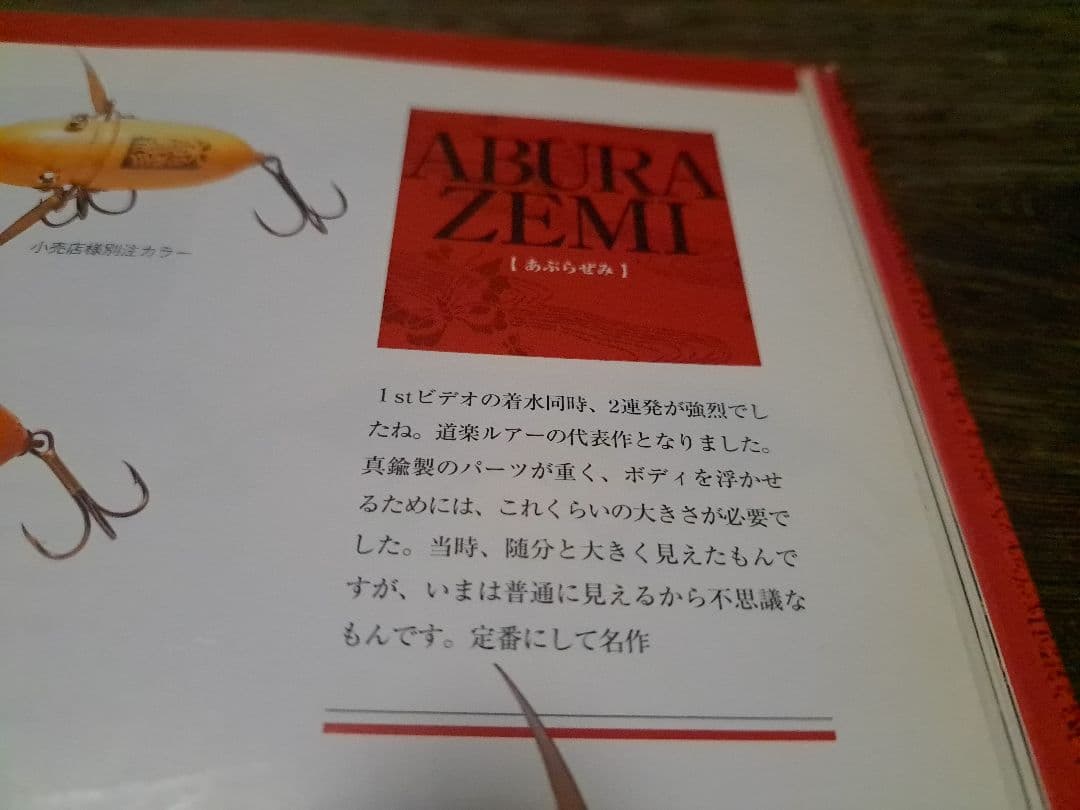 ABURA
ZEMI
【あぶらぜみ】
小売店様別注カラー
1stビデオの着水同時、2連発が強烈でし
たね。道楽ルアーの代表作となりました。
真鍮製のパーツが重く、ボディを浮かせ
るためには、これくらいの大きさが必要で
した。当時、随分と大きく見えたもんで
すが、いまは普通に見えるから不思議な
もんです。定番にして名作